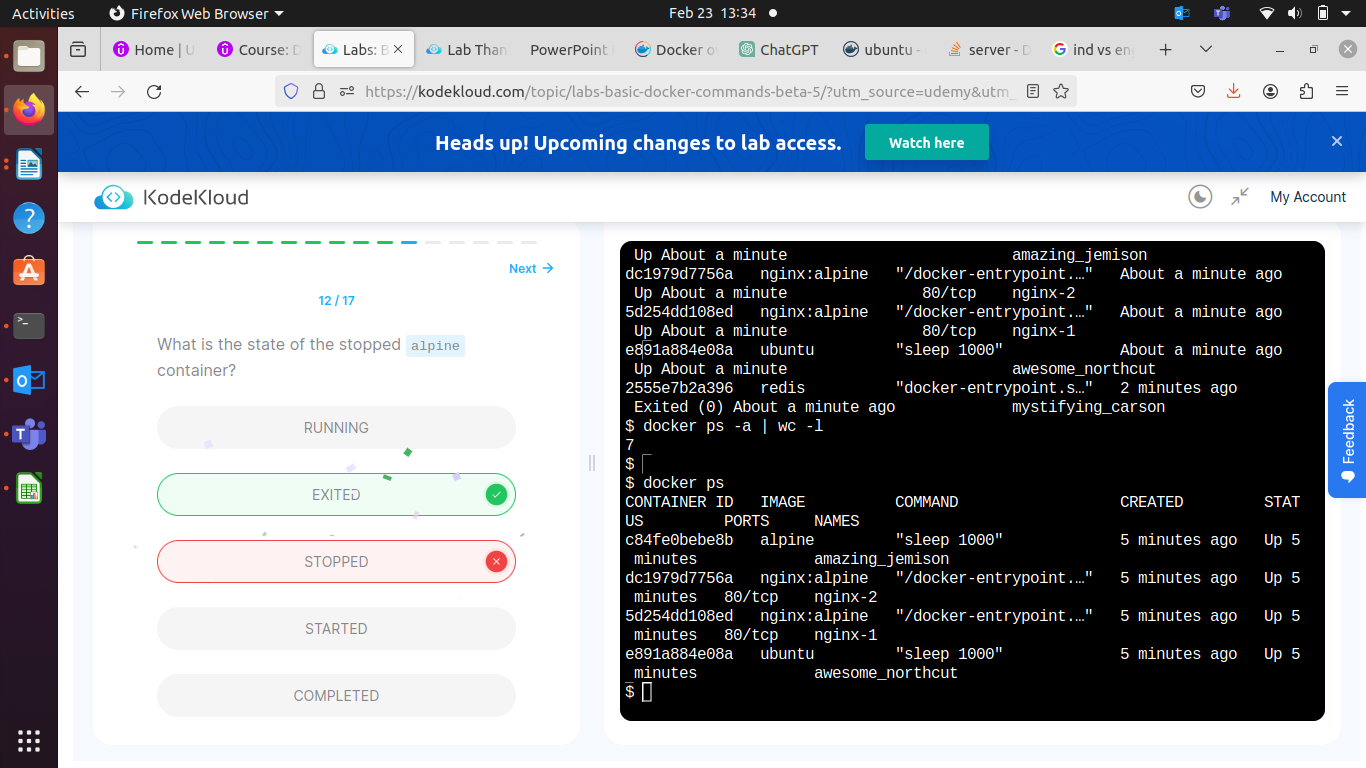 Activities
Firefox Web Browser
Feb 23 13:34
Home | U
Course: D
Labs: B
Lab Than
PowerPoint
Docker o
ChatGPT
ubuntu -
server - D
ind vs eng
https://kodekloud.com/topic/labs-basic-docker-commands-beta-5/?utm_source=udemy&utm_
Heads up! Upcoming changes to lab access.
Watch here
KodeKloud
My Account
Next →
12 / 17
What is the state of the stopped alpine
container?
RUNNING
EXITED
STOPPED
STARTED
COMPLETED
Up About a minute amazing_jemison
dc1979d7756a nginx:alpine "/docker-entrypoint.…" About a minute ago
Up About a minute 80/tcp nginx-2
5d254dd108ed nginx:alpine "/docker-entrypoint.…" About a minute ago
Up About a minute 80/tcp nginx-1
e891a884e08a ubuntu "sleep 1000" About a minute ago
Up About a minute awesome_northcut
2555e7b2a396 redis "docker-entrypoint.s…" 2 minutes ago
Exited (0) About a minute ago mystifying_carson
$ docker ps -a | wc -l
7
$
$ docker ps
CONTAINER ID IMAGE COMMAND CREATED STAT
US PORTS NAMES
c84fe0bebe8b alpine "sleep 1000" 5 minutes ago Up 5
minutes amazing_jemison
dc1979d7756a nginx:alpine "/docker-entrypoint.…" 5 minutes ago Up 5
minutes 80/tcp nginx-2
5d254dd108ed nginx:alpine "/docker-entrypoint.…" 5 minutes ago Up 5
minutes 80/tcp nginx-1
e891a884e08a ubuntu "sleep 1000" 5 minutes ago Up 5
minutes awesome_northcut
$
Feedback